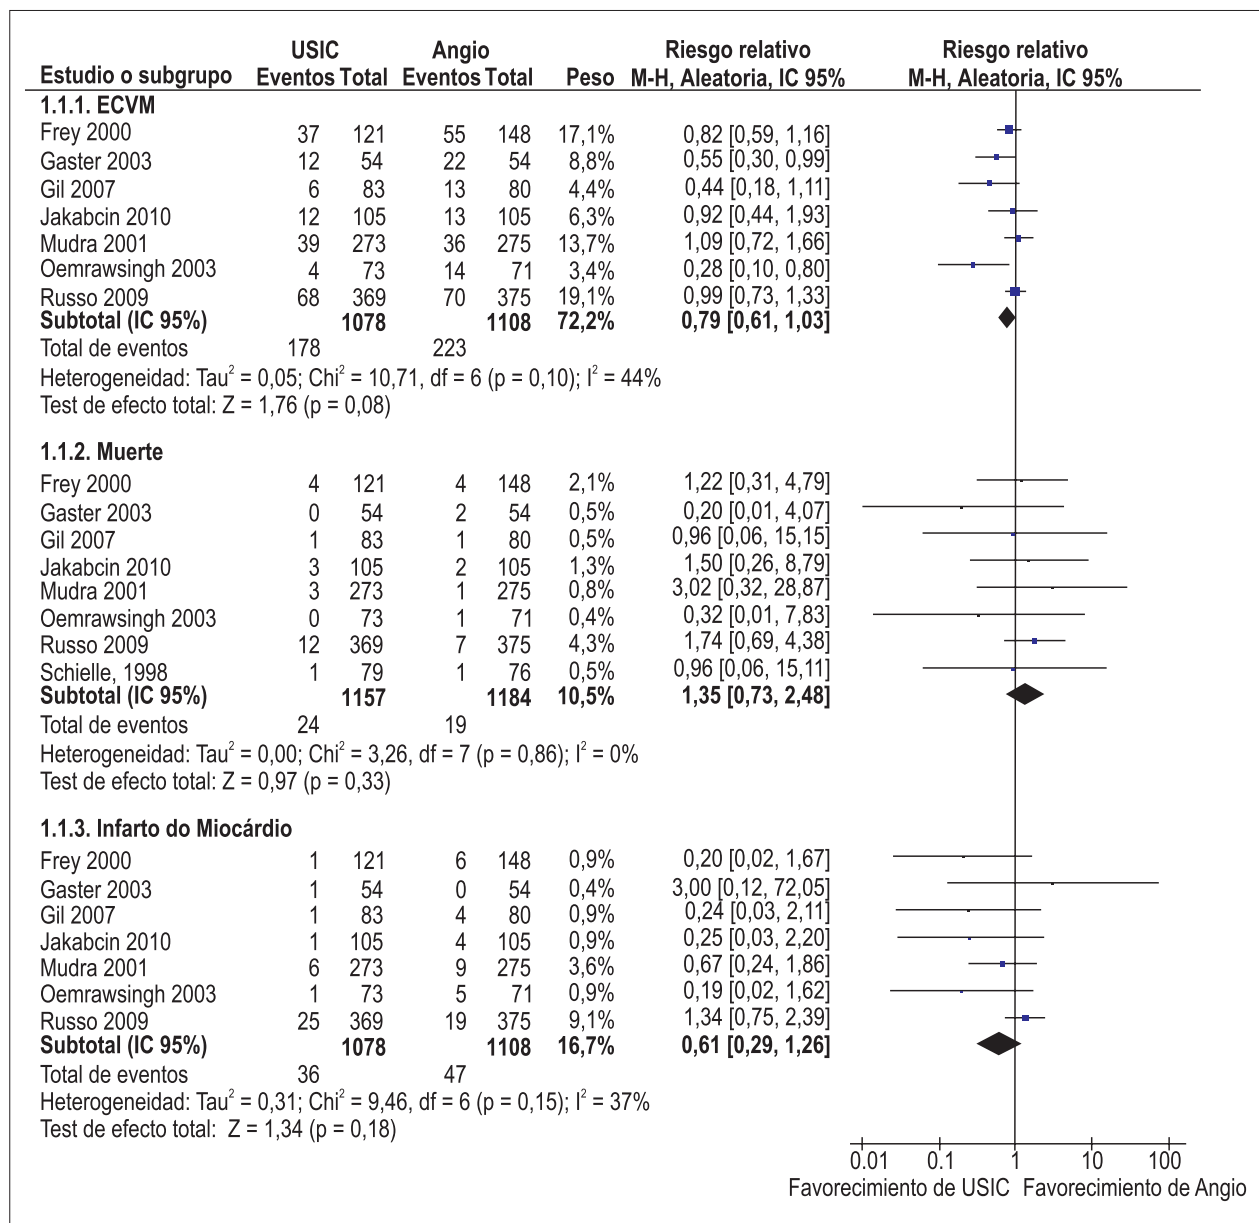 USIC Angio Riesgo relativo Riesgo relativo
Estudio o subgrupo Eventos Total Eventos Total Peso M-H, Aleatoria, IC 95% M-H, Aleatoria, IC 95%
1.1.1. ECVM
Frey 2000 37 121 55 148 17,1% 0,82 [0,59, 1,16]
Gaster 2003 12 54 22 54 8,8% 0,55 [0,30, 0,99]
Gil 2007 6 83 13 80 4,4% 0,44 [0,18, 1,11]
Jakabcin 2010 12 105 13 105 6,3% 0,92 [0,44, 1,93]
Mudra 2001 39 273 36 275 13,7% 1,09 [0,72, 1,66]
Oemrawsingh 2003 4 73 14 71 3,4% 0,28 [0,10, 0,80]
Russo 2009 68 369 70 375 19,1% 0,99 [0,73, 1,33]
Subtotal (IC 95%) 1078 1108 72,2% 0,79 [0,61, 1,03]
Total de eventos 178 223
Heterogeneidad: Tau² = 0,05; Chi² = 10,71, df = 6 (p = 0,10); I² = 44%
Test de efecto total: Z = 1,76 (p = 0,08)
1.1.2. Muerte
Frey 2000 4 121 4 148 2,1% 1,22 [0,31, 4,79]
Gaster 2003 0 54 2 54 0,5% 0,20 [0,01, 4,07]
Gil 2007 1 83 1 80 0,5% 0,96 [0,06, 15,15]
Jakabcin 2010 3 105 2 105 1,3% 1,50 [0,26, 8,79]
Mudra 2001 3 273 1 275 0,8% 3,02 [0,32, 28,87]
Oemrawsingh 2003 0 73 1 71 0,4% 0,32 [0,01, 7,83]
Russo 2009 12 369 7 375 4,3% 1,74 [0,69, 4,38]
Schielle, 1998 1 79 1 76 0,5% 0,96 [0,06, 15,11]
Subtotal (IC 95%) 1157 1184 10,5% 1,35 [0,73, 2,48]
Total de eventos 24 19
Heterogeneidad: Tau² = 0,00; Chi² = 3,26, df = 7 (p = 0,86); I² = 0%
Test de efecto total: Z = 0,97 (p = 0,33)
1.1.3. Infarto do Miocárdio
Frey 2000 1 121 6 148 0,9% 0,20 [0,02, 1,67]
Gaster 2003 1 54 0 54 0,4% 3,00 [0,12, 72,05]
Gil 2007 1 83 4 80 0,9% 0,24 [0,03, 2,11]
Jakabcin 2010 1 105 4 105 0,9% 0,25 [0,03, 2,20]
Mudra 2001 6 273 9 275 3,6% 0,67 [0,24, 1,86]
Oemrawsingh 2003 1 73 5 71 0,9% 0,19 [0,02, 1,62]
Russo 2009 25 369 19 375 9,1% 1,34 [0,75, 2,39]
Subtotal (IC 95%) 1078 1108 16,7% 0,61 [0,29, 1,26]
Total de eventos 36 47
Heterogeneidad: Tau² = 0,31; Chi² = 9,46, df = 6 (p = 0,15); I² = 37%
Test de efecto total: Z = 1,34 (p = 0,18)
0.01 0.1 1 10 100
Favorecimiento de USIC Favorecimiento de Angio